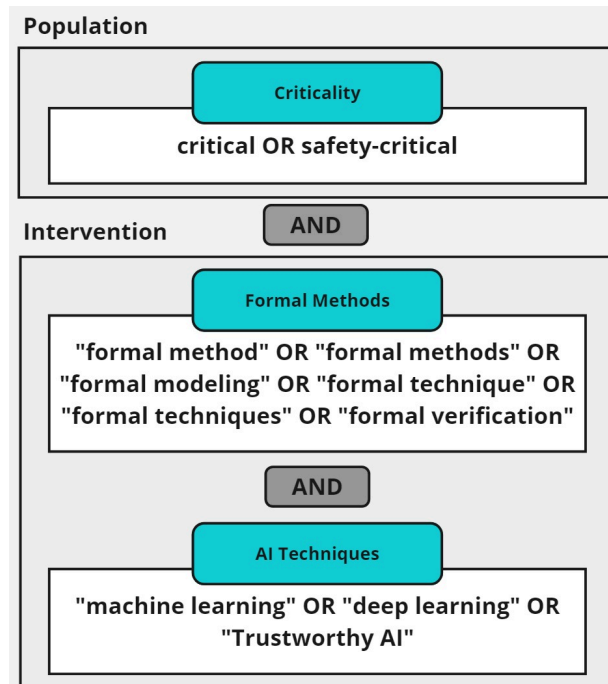 Population
Criticality
critical OR safety-critical
AND
Intervention
Formal Methods
"formal method" OR "formal methods" OR
"formal modeling" OR "formal technique" OR
"formal techniques" OR "formal verification"
AND
AI Techniques
"machine learning" OR "deep learning" OR
"Trustworthy AI"